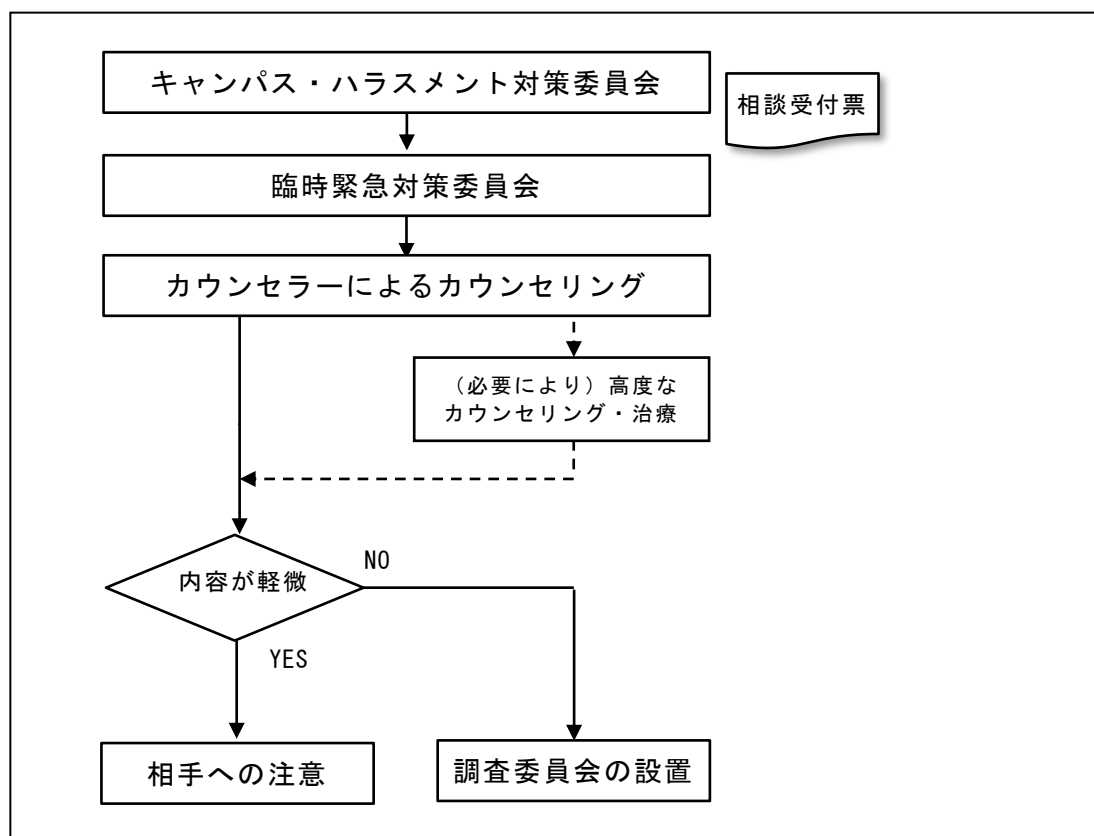 キャンパス・ハラスメント対策委員会
相談受付票
臨時緊急対策委員会
カウンセラーによるカウンセリング
（必要により）高度な
カウンセリング・治療
内容が軽微
NO
YES
相手への注意
調査委員会の設置